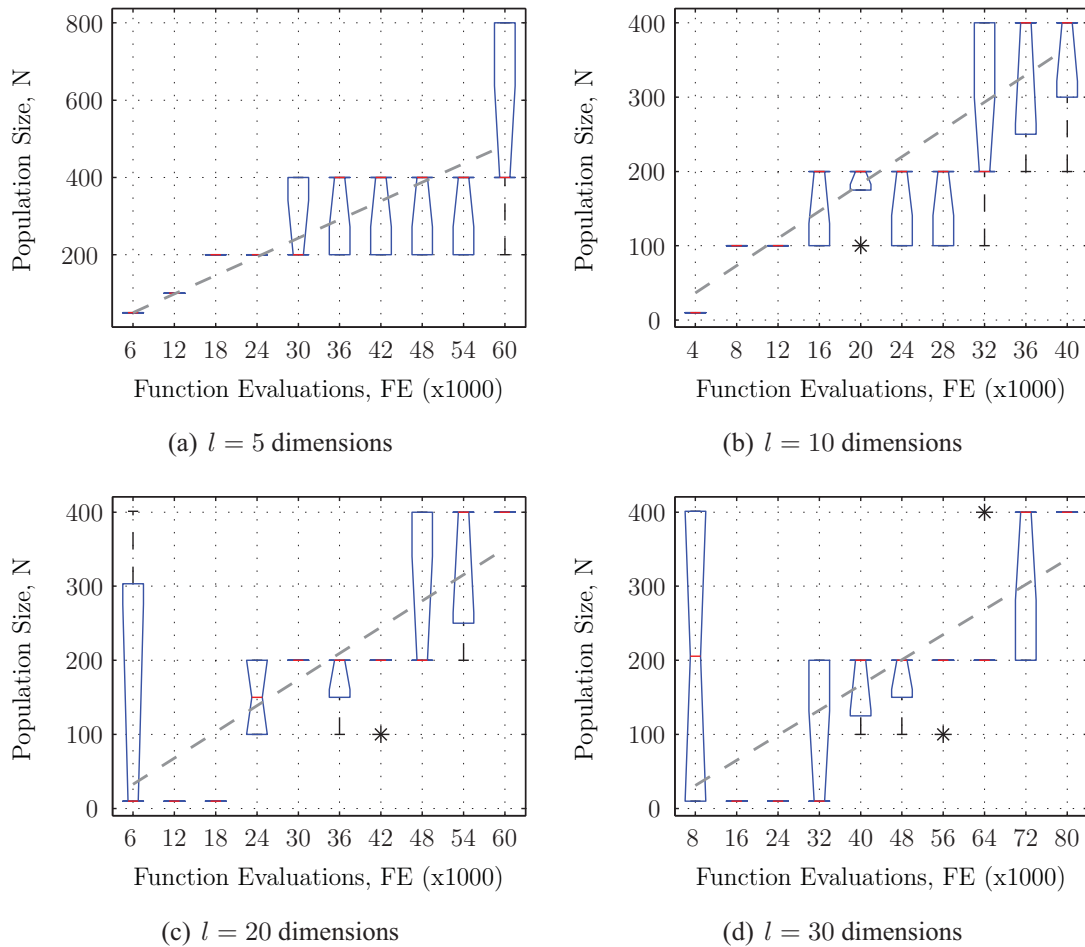 800
600
400
200
Population Size, N
6 12 18 24 30 36 42 48 54 60
Function Evaluations, FE (x1000)
(a) l = 5 dimensions
400
300
200
100
0
Population Size, N
4 8 12 16 20 24 28 32 36 40
Function Evaluations, FE (x1000)
(b) l = 10 dimensions
400
300
200
100
0
Population Size, N
6 12 18 24 30 36 42 48 54 60
Function Evaluations, FE (x1000)
(c) l = 20 dimensions
400
300
200
100
0
Population Size, N
8 16 24 32 40 48 56 64 72 80
Function Evaluations, FE (x1000)
(d) l = 30 dimensions